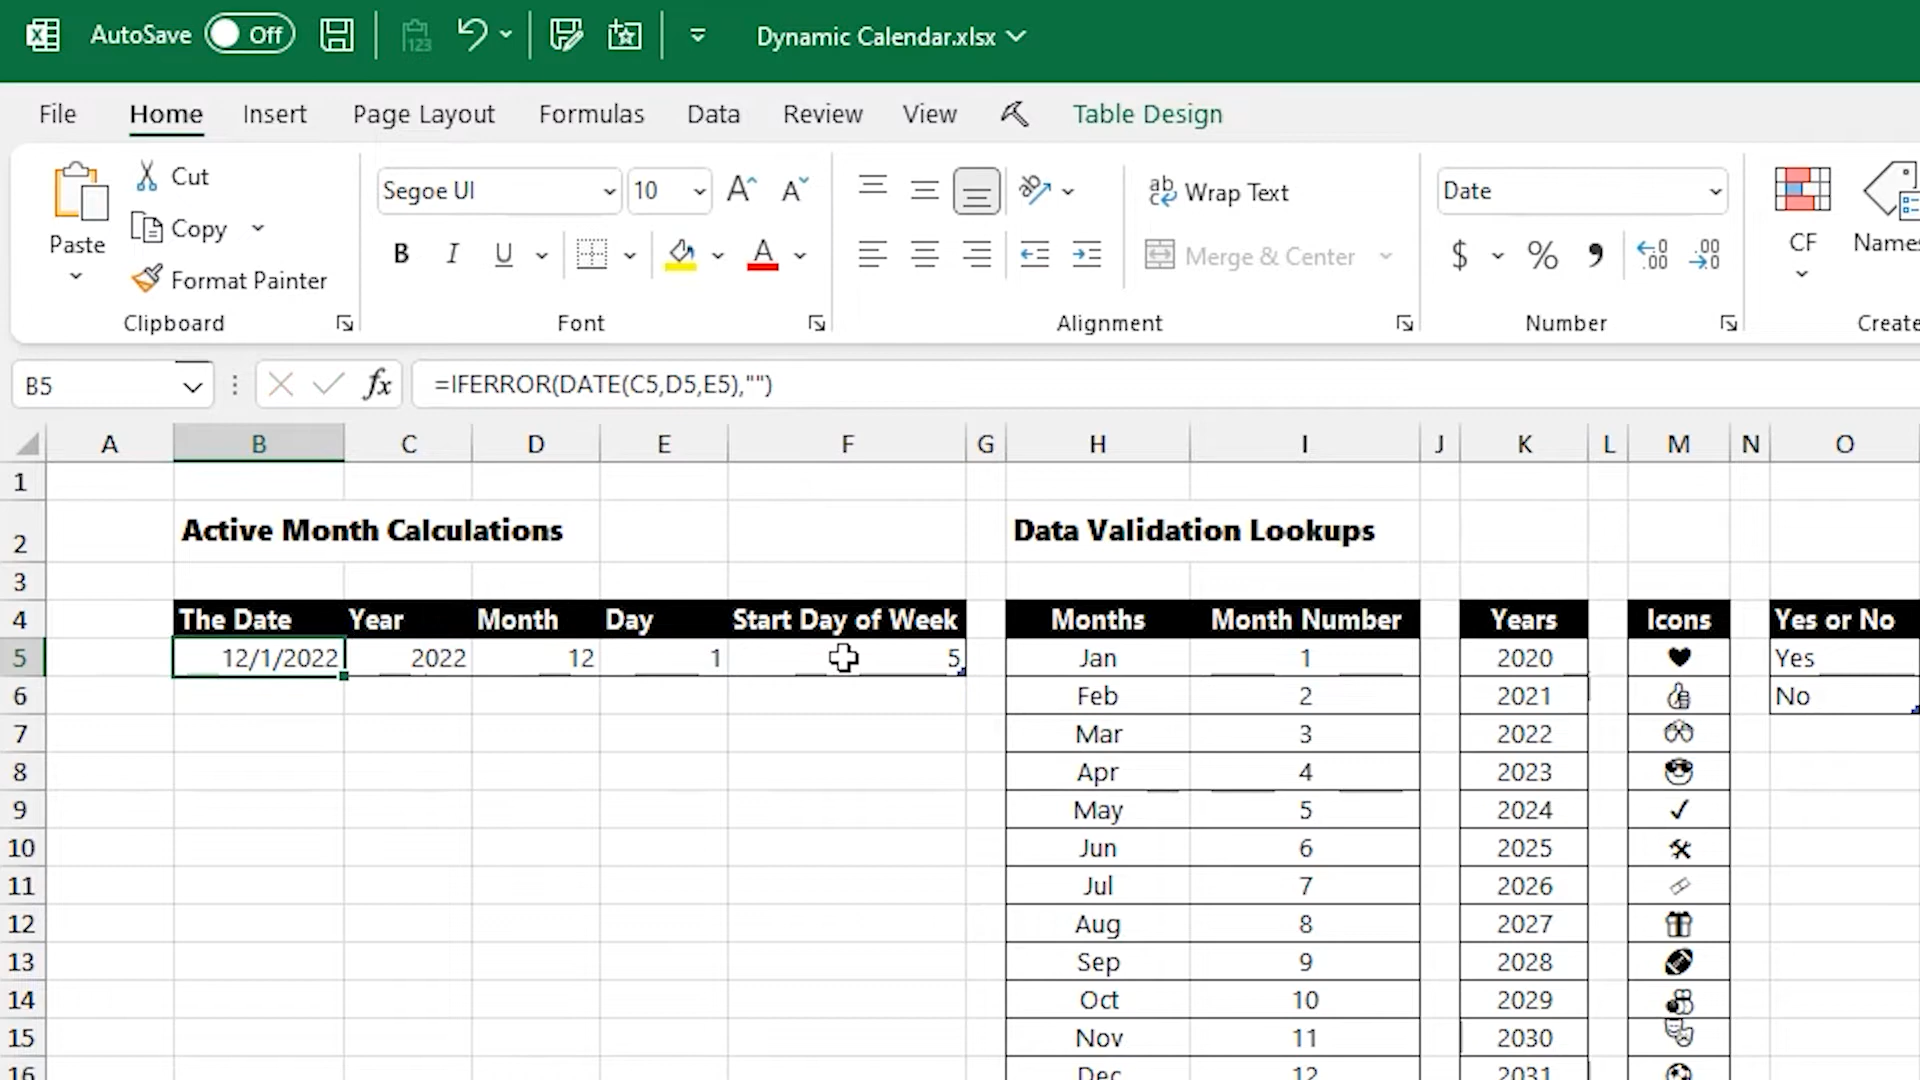 AutoSave Off Dynamic Calendar.xlsx
File Home Insert Page Layout Formulas Data Review View Table Design
Paste Cut Copy Format Painter
Segoe UI 10
B I U
ab Wrap Text
Merge & Center
Date
$ % 9 .00 .00
CF
Clipboard Font Alignment Number
B5 fx =IFERROR(DATE(C5,D5,E5),"")
A B C D E F G H I J K L M N O
1
2 Active Month Calculations Data Validation Lookups
3
4 The Date Year Month Day Start Day of Week Months Month Number Years Icons Yes or No
5 12/1/2022 2022 12 1 5 Jan 1 2020 Yes
6 Feb 2 2021 No
7 Mar 3 2022
8 Apr 4 2023
9 May 5 2024
10 Jun 6 2025
11 Jul 7 2026
12 Aug 8 2027
13 Sep 9 2028
14 Oct 10 2029
15 Nov 11 2030
16 Dec 12 2031